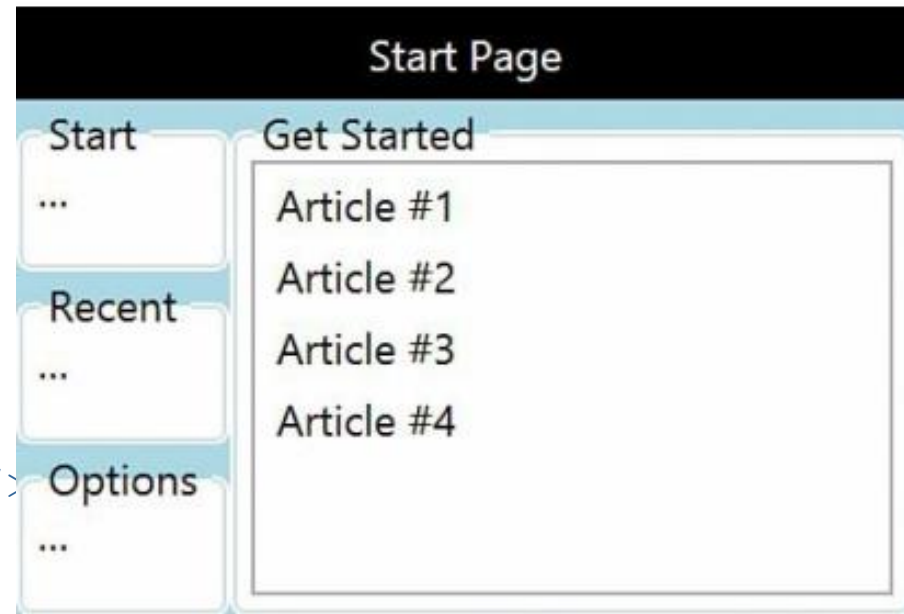 Start Page
Start
...
Recent
...
Options
...
Get Started
Article #1
Article #2
Article #3
Article #4